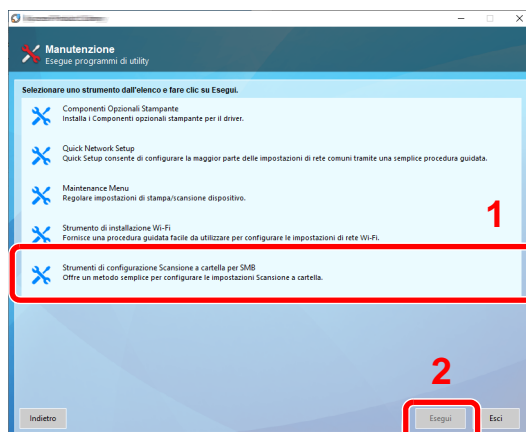 Manutenzione
Esegue programmi di utility
Selezionare uno strumento dall'elenco e fare clic su Esegui.
Componenti Opzionali Stampante
Installa i Componenti opzionali stampante per il driver.
Quick Network Setup
Quick Setup consente di configurare la maggior parte delle impostazioni di rete comuni tramite una semplice procedura guidata.
Maintenance Menu
Regolare impostazioni di stampa/scansione dispositivo.
1
Strumento di installazione Wi-Fi
Fornisce una procedura guidata facile da utilizzare per configurare le impostazioni di rete Wi-Fi.
Strumenti di configurazione Scansione a cartella per SMB
Offre un metodo semplice per configurare le impostazioni Scansione a cartella.
2
Indietro
Esegui
Esci